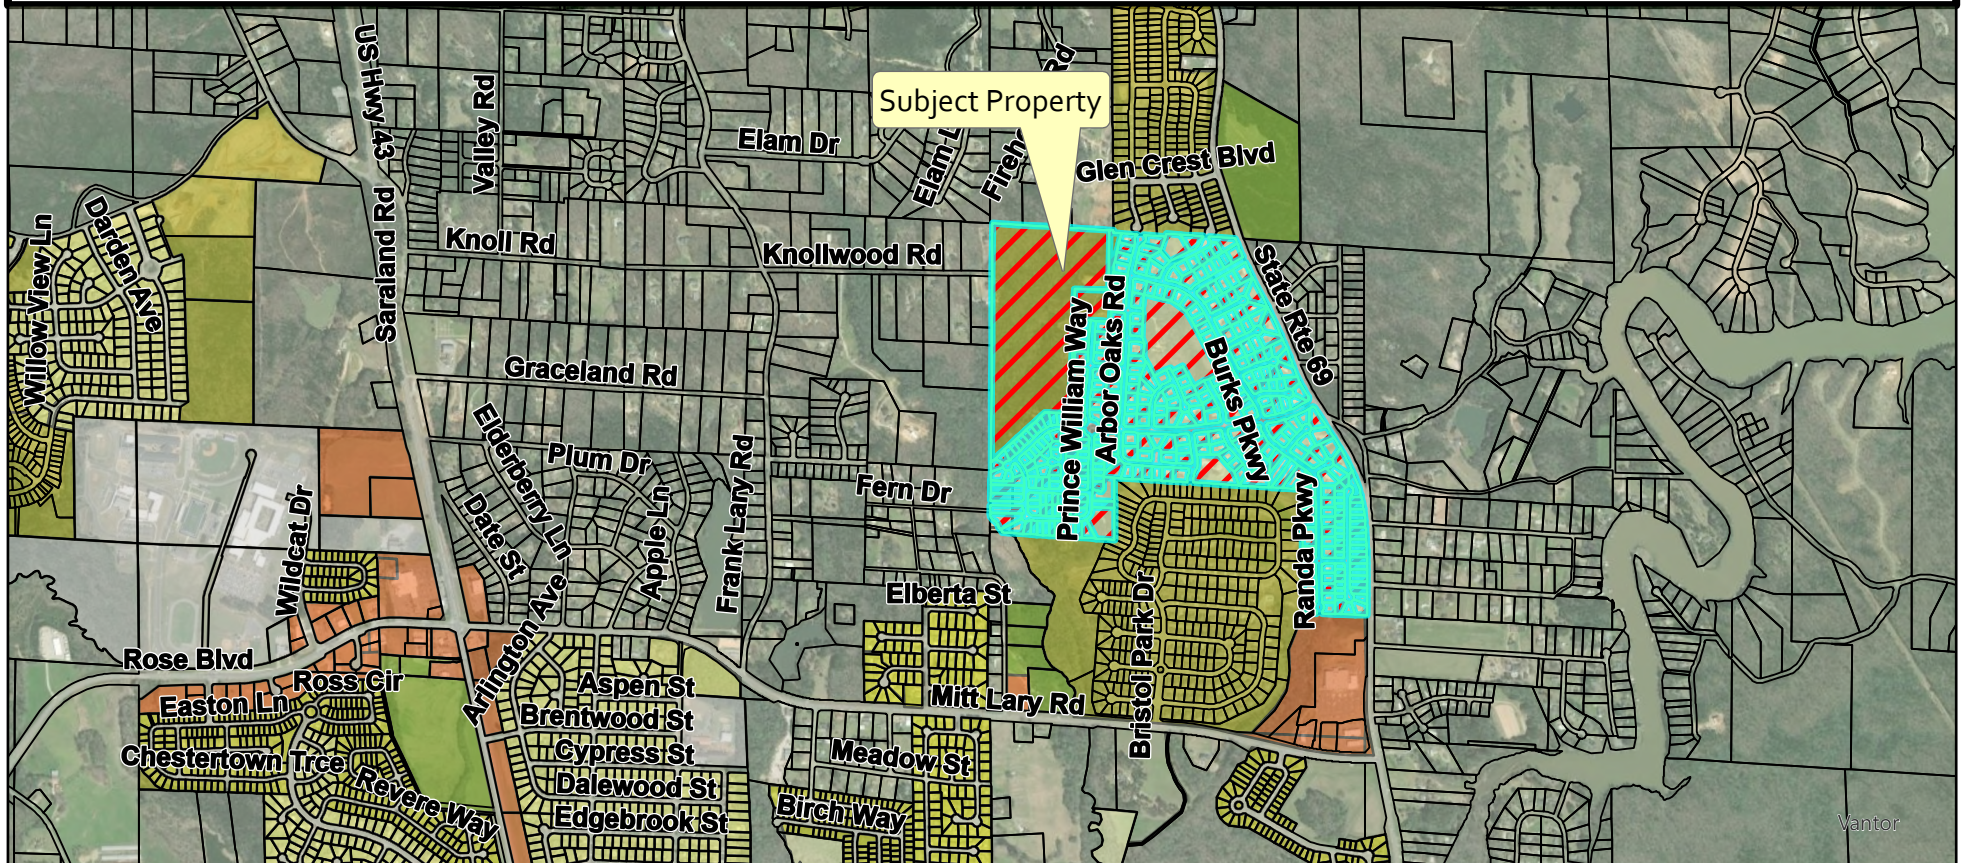 US Hwy 43
Valley Rd
Elam Dr
Elam L
Fireh
Rd
Subject Property
Glen Crest Blvd
Willow View Ln
Darden Ave
Saraland Rd
Knoll Rd
Knollwood Rd
State Rte 69
Prince William Way
Arbor Oaks Rd
Burks Pkwy
Graceland Rd
Elderberry Ln
Plum Dr
Frank Lary Rd
Fern Dr
Wildcat Dr
Date St
Apple Ln
Randa Pkwy
Arlington Ave
Elberta St
Bristol Park Dr
Rose Blvd
Ross Cir
Easton Ln
Aspen St
Mitt Lary Rd
Brentwood St
Chestertown Trce
Cypress St
Meadow St
Revere Way
Dalewood St
Birch Way
Edgebrook St
Vantor